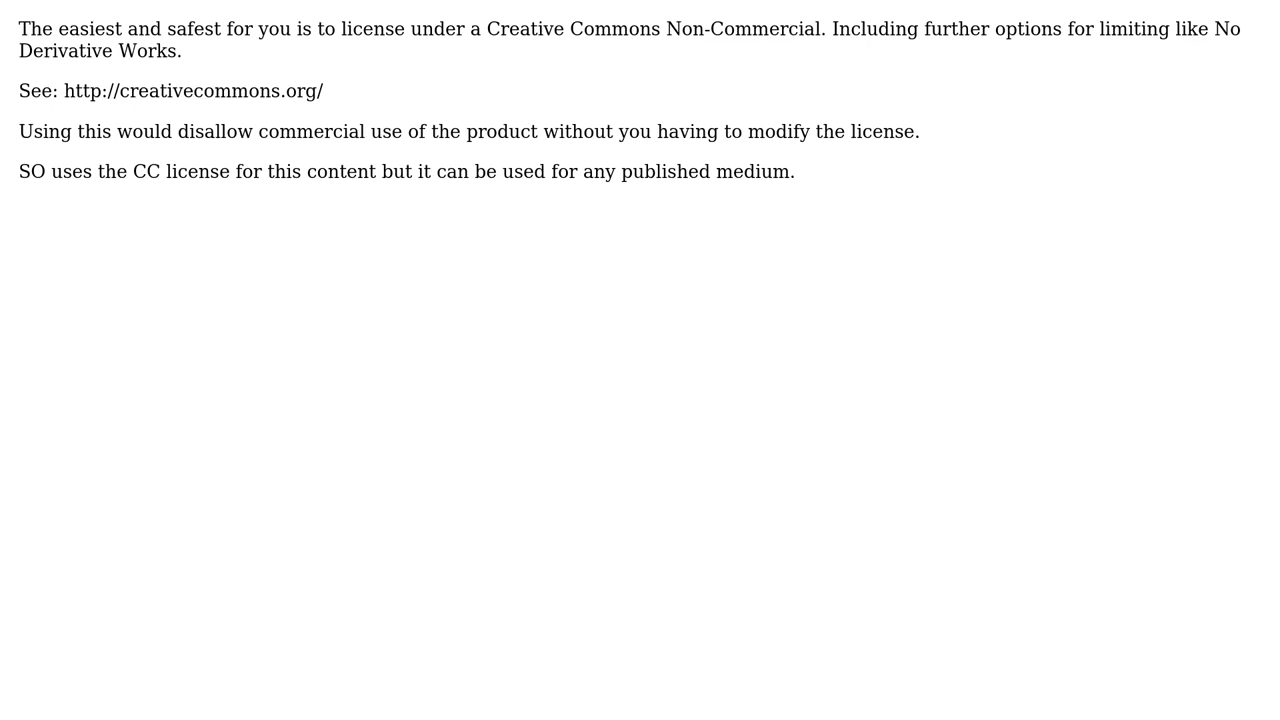 The easiest and safest for you is to license under a Creative Commons Non-Commercial. Including further options for limiting like No
Derivative Works.
See: http://creativecommons.org/
Using this would disallow commercial use of the product without you having to modify the license.
SO uses the CC license for this content but it can be used for any published medium.